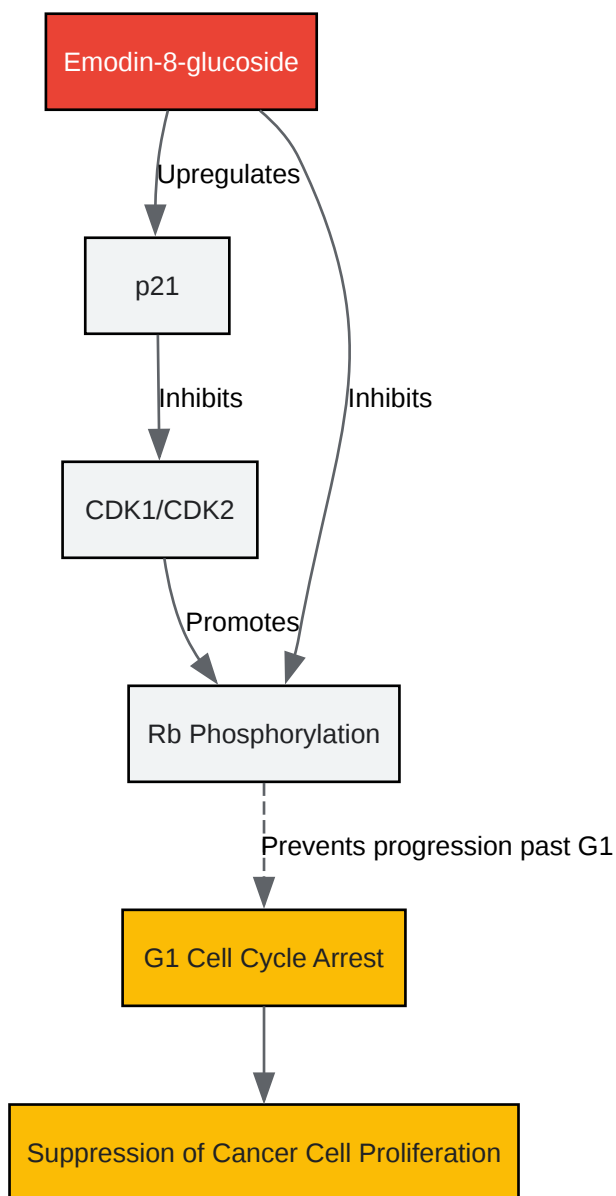 Emodin-8-glucoside
Upregulates
p21
Inhibits
Inhibits
CDK1/CDK2
Promotes
Rb Phosphorylation
Prevents progression past G1
G1 Cell Cycle Arrest
Suppression of Cancer Cell Proliferation